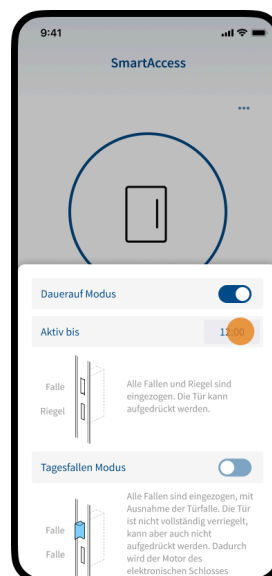 9:41
SmartAccess
Dauerauf Modus
Aktiv bis
12:00
Falle
Riegel
Alle Fallen und Riegel sind
eingezogen. Die Tür kann
aufgedrückt werden.
Tagesfallen Modus
Falle
Falle
Alle Fallen sind eingezogen, mit
Ausnahme der Türfalle. Die Tür
ist nicht vollständig verriegelt,
kann aber auch nicht
aufgedrückt werden. Dadurch
wird der Motor des
elektronischen Schlosses